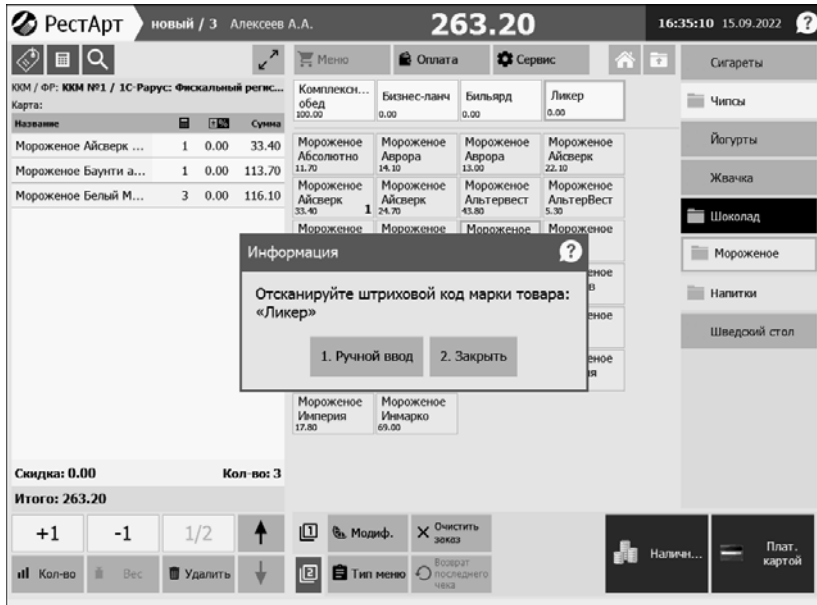 РестАрт новый / 3 Алексеев А.А. 263.20 16:35:10 15.09.2022 ?
Меню Оплата Сервис
ККМ / ФР: ККМ №1 / 1С-Рарус: Фискальный регис...
Карта:
Название % Сумма
Мороженое Айсверк ... 1 0.00 33.40
Мороженое Баунти а... 1 0.00 113.70
Мороженое Белый М... 3 0.00 116.10
Скидка: 0.00 Кол-во: 3
Итого: 263.20
+1 -1 1/2
Кол-во Вес Удалить
Комплексн... обед
100.00
Бизнес-ланч
0.00
Бильярд
0.00
Ликер
0.00
Мороженое Абсолютно
11.70
Мороженое Аврора
14.10
Мороженое Аврора
13.00
Мороженое Айсверк
22.10
Мороженое Айсверк
33.40 1
Мороженое Айсверк
24.70
Мороженое Альтервест
43.80
Мороженое АльтерВест
5.30
Мороженое Мороженое Мороженое Мороженое
Информация ?
Отсканируйте штриховой код марки товара:
«Ликер»
1. Ручной ввод 2. Закрыть
Мороженое Империя
17.80
Мороженое Инмарко
69.00
Сигареты
Чипсы
Йогурты
Жвачка
Шоколад
Мороженое
Напитки
Шведский стол
1 Модиф. Очистить
заказ
2 Тип меню Возврат
последнего
чека
Наличн...
Плат.
картой